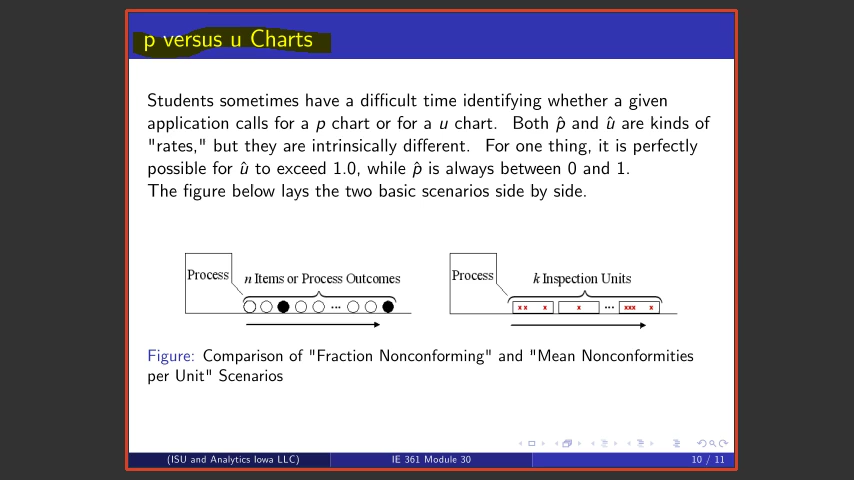 p versus u Charts
Students sometimes have a difficult time identifying whether a given
application calls for a p chart or for a u chart. Both p̂ and û are kinds of
"rates," but they are intrinsically different. For one thing, it is perfectly
possible for û to exceed 1.0, while p̂ is always between 0 and 1.
The figure below lays the two basic scenarios side by side.
Process
n Items or Process Outcomes
...
Process
k Inspection Units
xx x x ... xxx x
Figure: Comparison of "Fraction Nonconforming" and "Mean Nonconformities
per Unit" Scenarios
(ISU and Analytics Iowa LLC) IE 361 Module 30 10 / 11